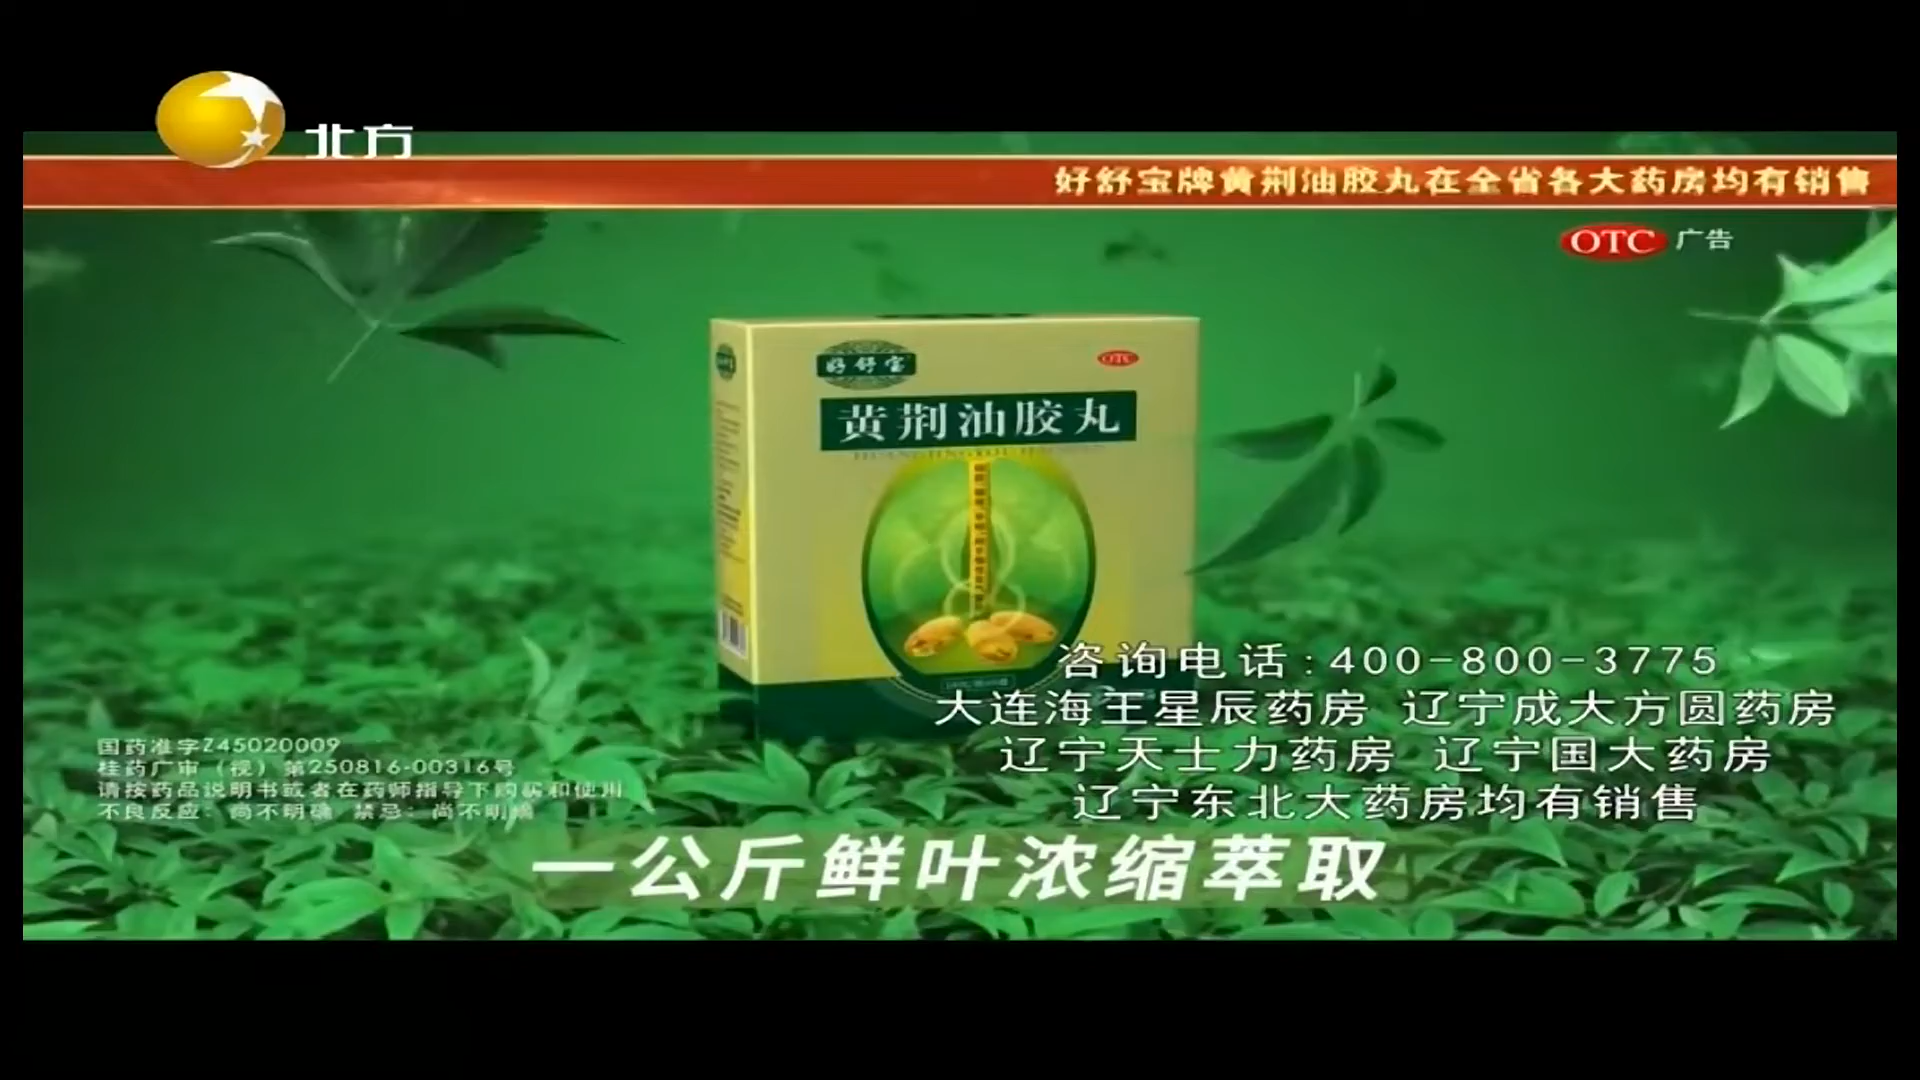 北方
好舒宝牌黄荆油胶丸在全省各大药房均有销售
OTC 广告
好舒宝
OTC
黄荆油胶丸
咨询电话:400-800-3775
大连海王星辰药房 辽宁成大方圆药房
辽宁天士力药房 辽宁国大药房
辽宁东北大药房均有销售
国药准字Z45020009
桂药广审（视）第250816-00316号
请按药品说明书或者在药师指导下购买和使用
不良反应：尚不明确 禁忌：尚不明确
一公斤鲜叶浓缩萃取